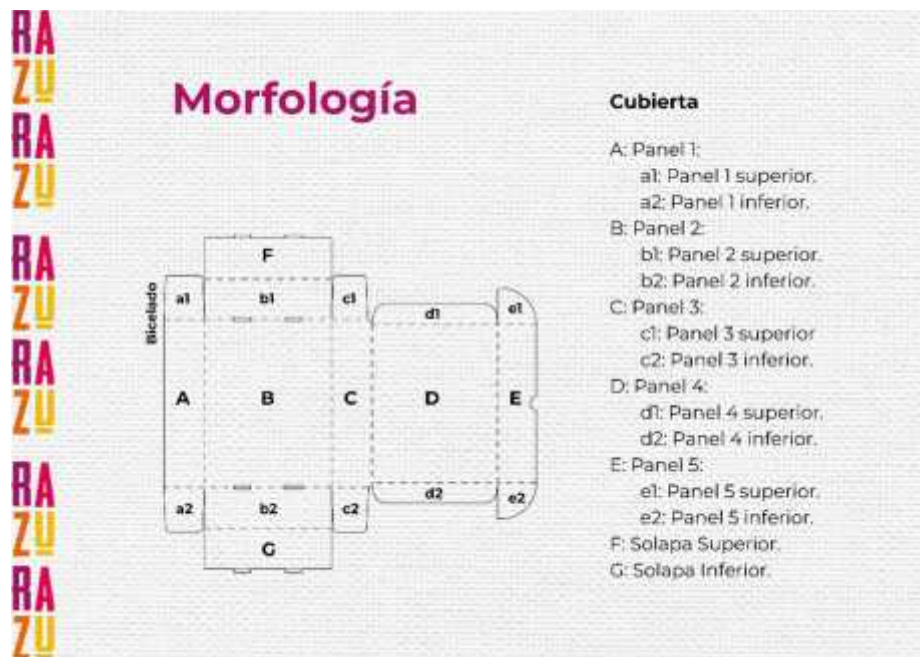 RA
ZU
RA
ZU
RA
ZU
RA
ZU
RA
ZU
RA
ZU
Morfología
Bicelado
F
a1 b1 c1 d1 e1
A B C D E
a2 b2 c2 d2 e2
G
Cubierta
A: Panel 1:
a1: Panel 1 superior.
a2: Panel 1 inferior.
B: Panel 2:
b1: Panel 2 superior.
b2: Panel 2 inferior.
C: Panel 3:
c1: Panel 3 superior
c2: Panel 3 inferior.
D: Panel 4:
d1: Panel 4 superior.
d2: Panel 4 inferior.
E: Panel 5:
e1: Panel 5 superior.
e2: Panel 5 inferior.
F: Solapa Superior.
G: Solapa Inferior.